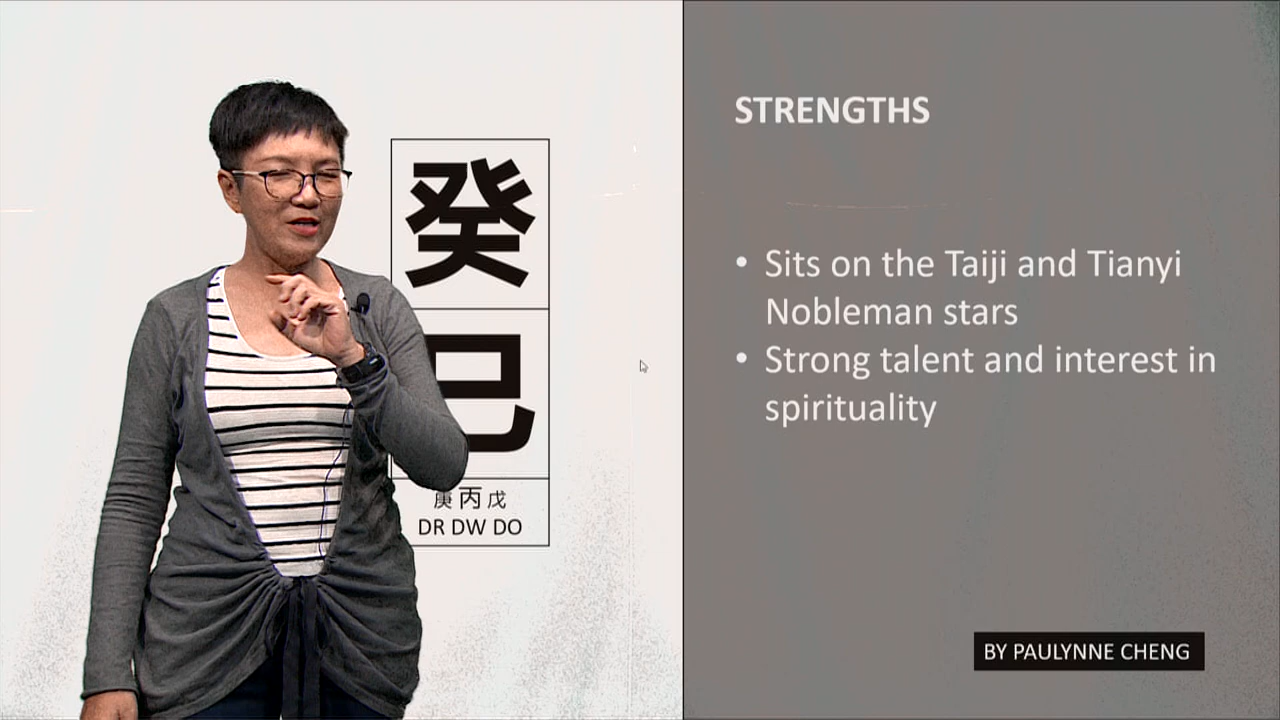 癸
巳
庚丙戊
DR DW DO
STRENGTHS
• Sits on the Taiji and Tianyi
Nobleman stars
• Strong talent and interest in
spirituality
BY PAULYNNE CHENG